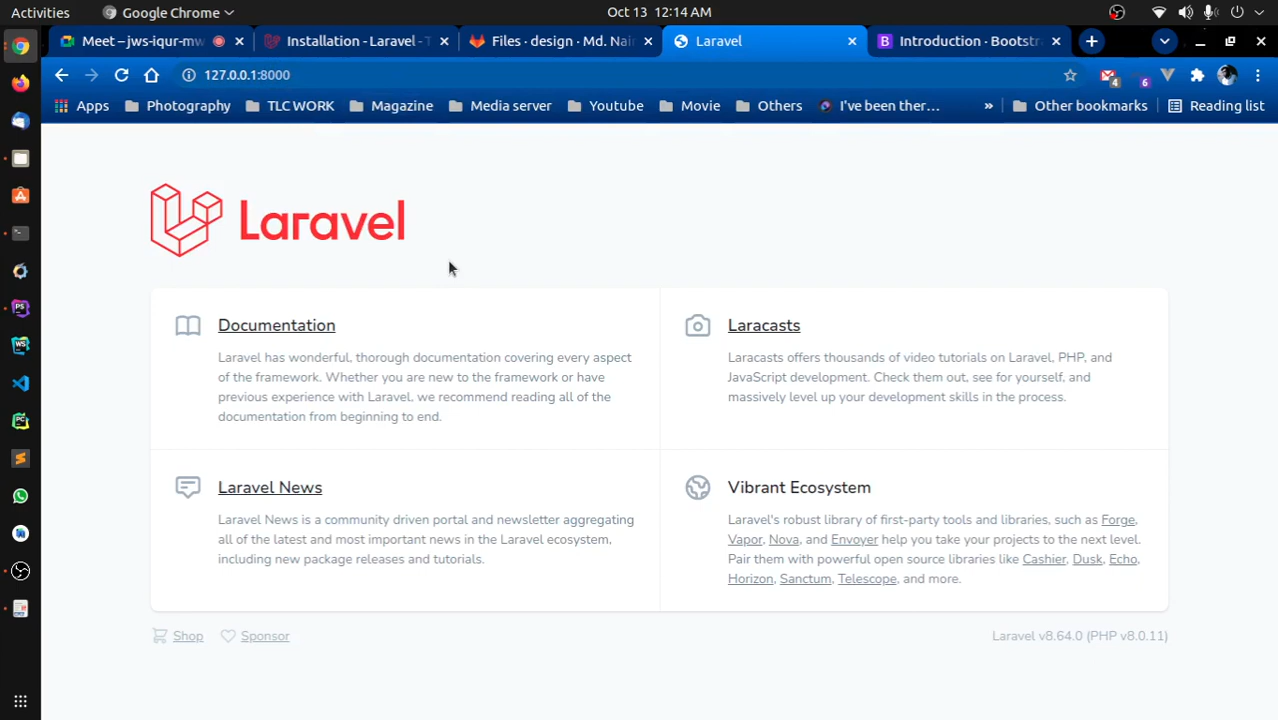 Activities
Google Chrome
Oct 13 12:14 AM
Meet – jws-iqur-mw
Installation - Laravel - T
Files · design · Md. Nair
Laravel
Introduction · Bootstr
127.0.0.1:8000
4
6
Apps
Photography
TLC WORK
Magazine
Media server
Youtube
Movie
Others
I've been ther...
»
Other bookmarks
Reading list
Laravel
Documentation
Laravel has wonderful, thorough documentation covering every aspect
of the framework. Whether you are new to the framework or have
previous experience with Laravel, we recommend reading all of the
documentation from beginning to end.
Laracasts
Laracasts offers thousands of video tutorials on Laravel, PHP, and
JavaScript development. Check them out, see for yourself, and
massively level up your development skills in the process.
Laravel News
Laravel News is a community driven portal and newsletter aggregating
all of the latest and most important news in the Laravel ecosystem,
including new package releases and tutorials.
Vibrant Ecosystem
Laravel's robust library of first-party tools and libraries, such as Forge,
Vapor, Nova, and Envoyer help you take your projects to the next level.
Pair them with powerful open source libraries like Cashier, Dusk, Echo,
Horizon, Sanctum, Telescope, and more.
Shop
Sponsor
Laravel v8.64.0 (PHP v8.0.11)